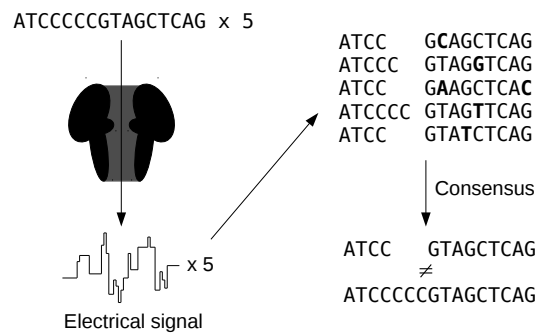 ATCCCCCGTAGCTCAG x 5
x 5
Electrical signal
ATCC GCAGCTCAG
ATCCC GTAGGTCAG
ATCC GAAGCTCAC
ATCCCC GTAGTTCAG
ATCC GTATCTCAG
Consensus
ATCC GTAGCTCAG
≠
ATCCCCCGTAGCTCAG